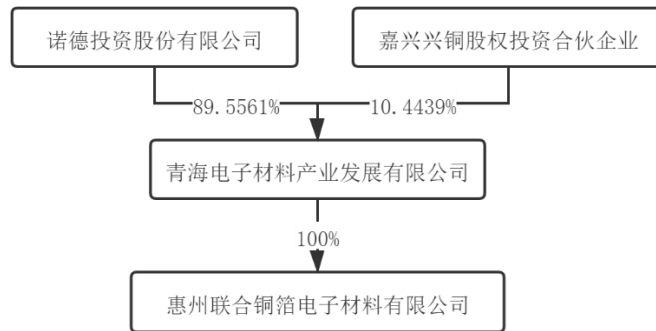 诺德投资股份有限公司
嘉兴兴铜股权投资合伙企业
89.5561%
10.4439%
青海电子材料产业发展有限公司
100%
惠州联合铜箔电子材料有限公司